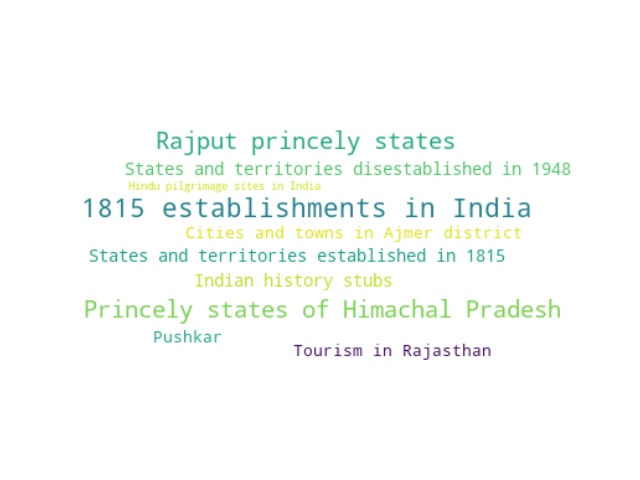 Rajput princely states
States and territories disestablished in 1948
Hindu pilgrimage sites in India
1815 establishments in India
Cities and towns in Ajmer district
States and territories established in 1815
Indian history stubs
Princely states of Himachal Pradesh
Pushkar
Tourism in Rajasthan